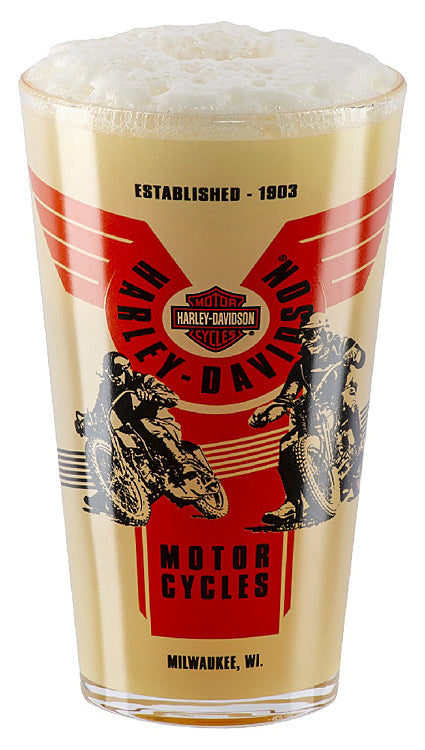 ESTABLISHED - 1903
HARLEY-DAVIDSON®
MOTOR
HARLEY-DAVIDSON
CYCLES®
MOTOR
CYCLES
MILWAUKEE, WI.